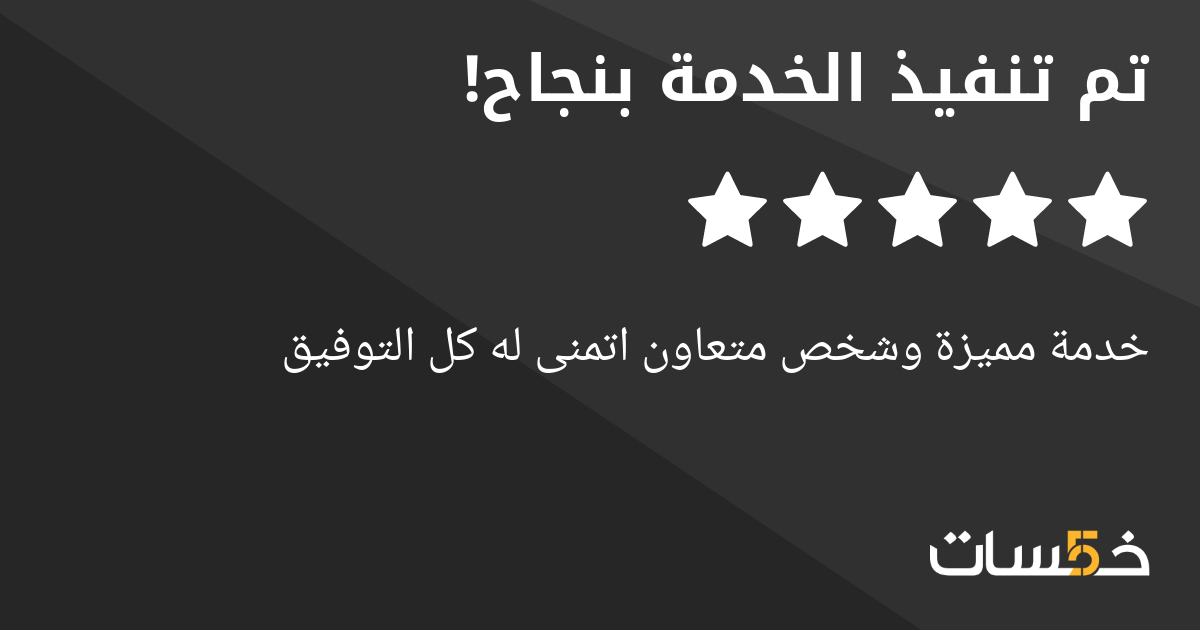 تم تنفيذ الخدمة بنجاح!
خدمة مميزة وشخص متعاون اتمنى له كل التوفيق
خمسات